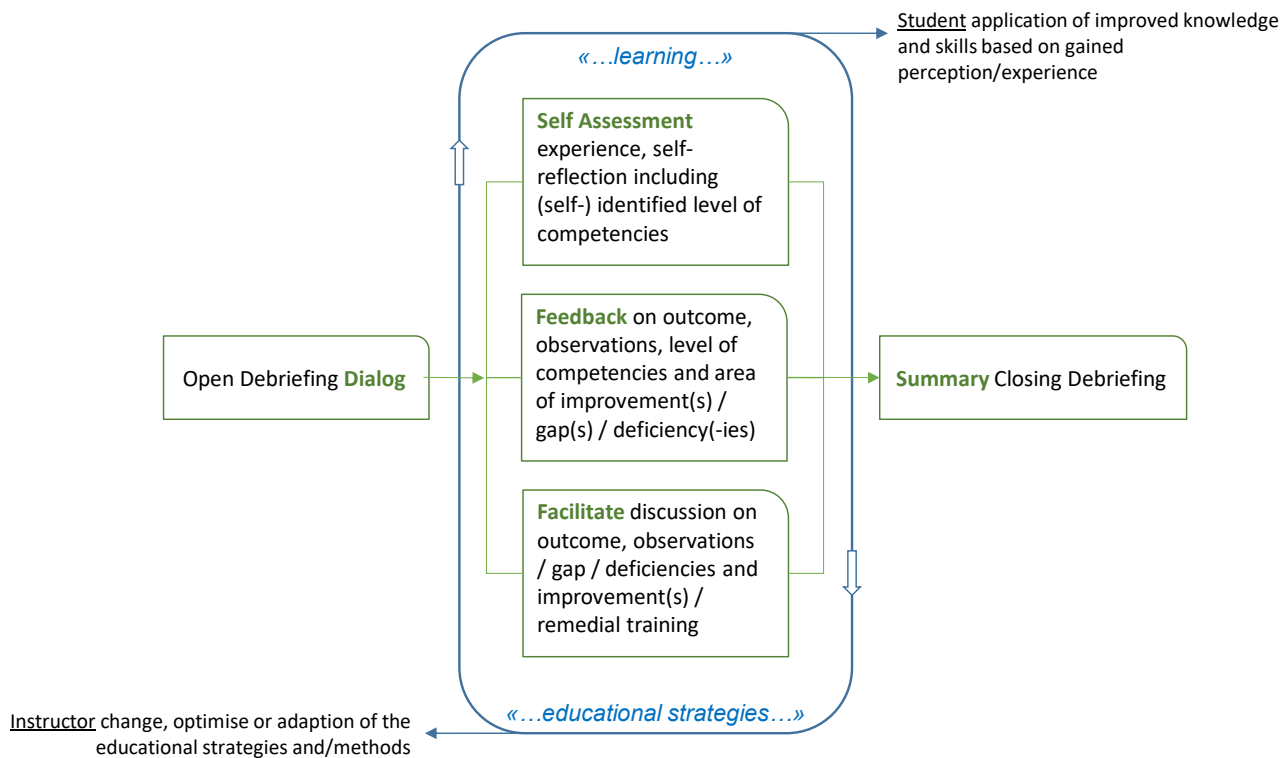 Student application of improved knowledge
and skills based on gained
perception/experience
«…learning…»
Self Assessment
experience, self-
reflection including
(self-) identified level of
competencies
Open Debriefing Dialog
Feedback on outcome,
observations, level of
competencies and area
of improvement(s) /
gap(s) / deficiency(-ies)
Summary Closing Debriefing
Facilitate discussion on
outcome, observations
/ gap / deficiencies and
improvement(s) /
remedial training
«…educational strategies…»
Instructor change, optimise or adaption of the
educational strategies and/methods